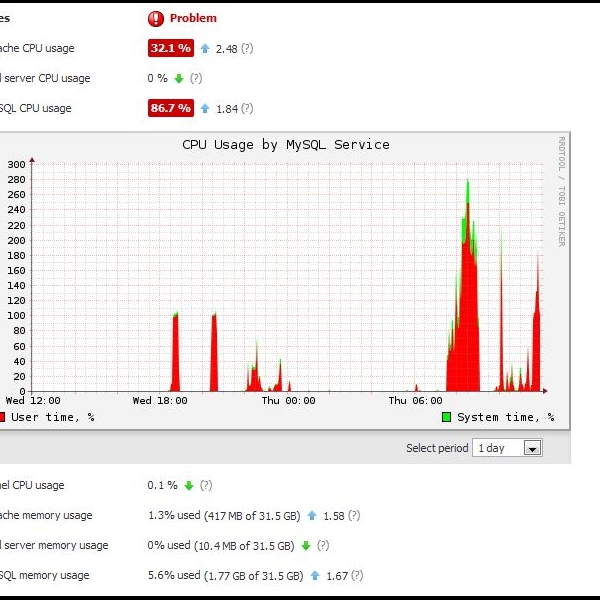 es Problem
ache CPU usage 32.1 % 2.48 (?)
l server CPU usage 0 % (?)
SQL CPU usage 86.7 % 1.84 (?)
CPU Usage by MySQL Service
RRDTOOL / TOBI OETIKER
300
280
260
240
220
200
180
160
140
120
100
80
60
40
20
0
Wed 12:00 Wed 18:00 Thu 00:00 Thu 06:00
User time, % System time, %
Select period 1 day
el CPU usage 0.1 % (?)
ache memory usage 1.3% used (417 MB of 31.5 GB) 1.58 (?)
l server memory usage 0% used (10.4 MB of 31.5 GB) (?)
SQL memory usage 5.6% used (1.77 GB of 31.5 GB) 1.67 (?)